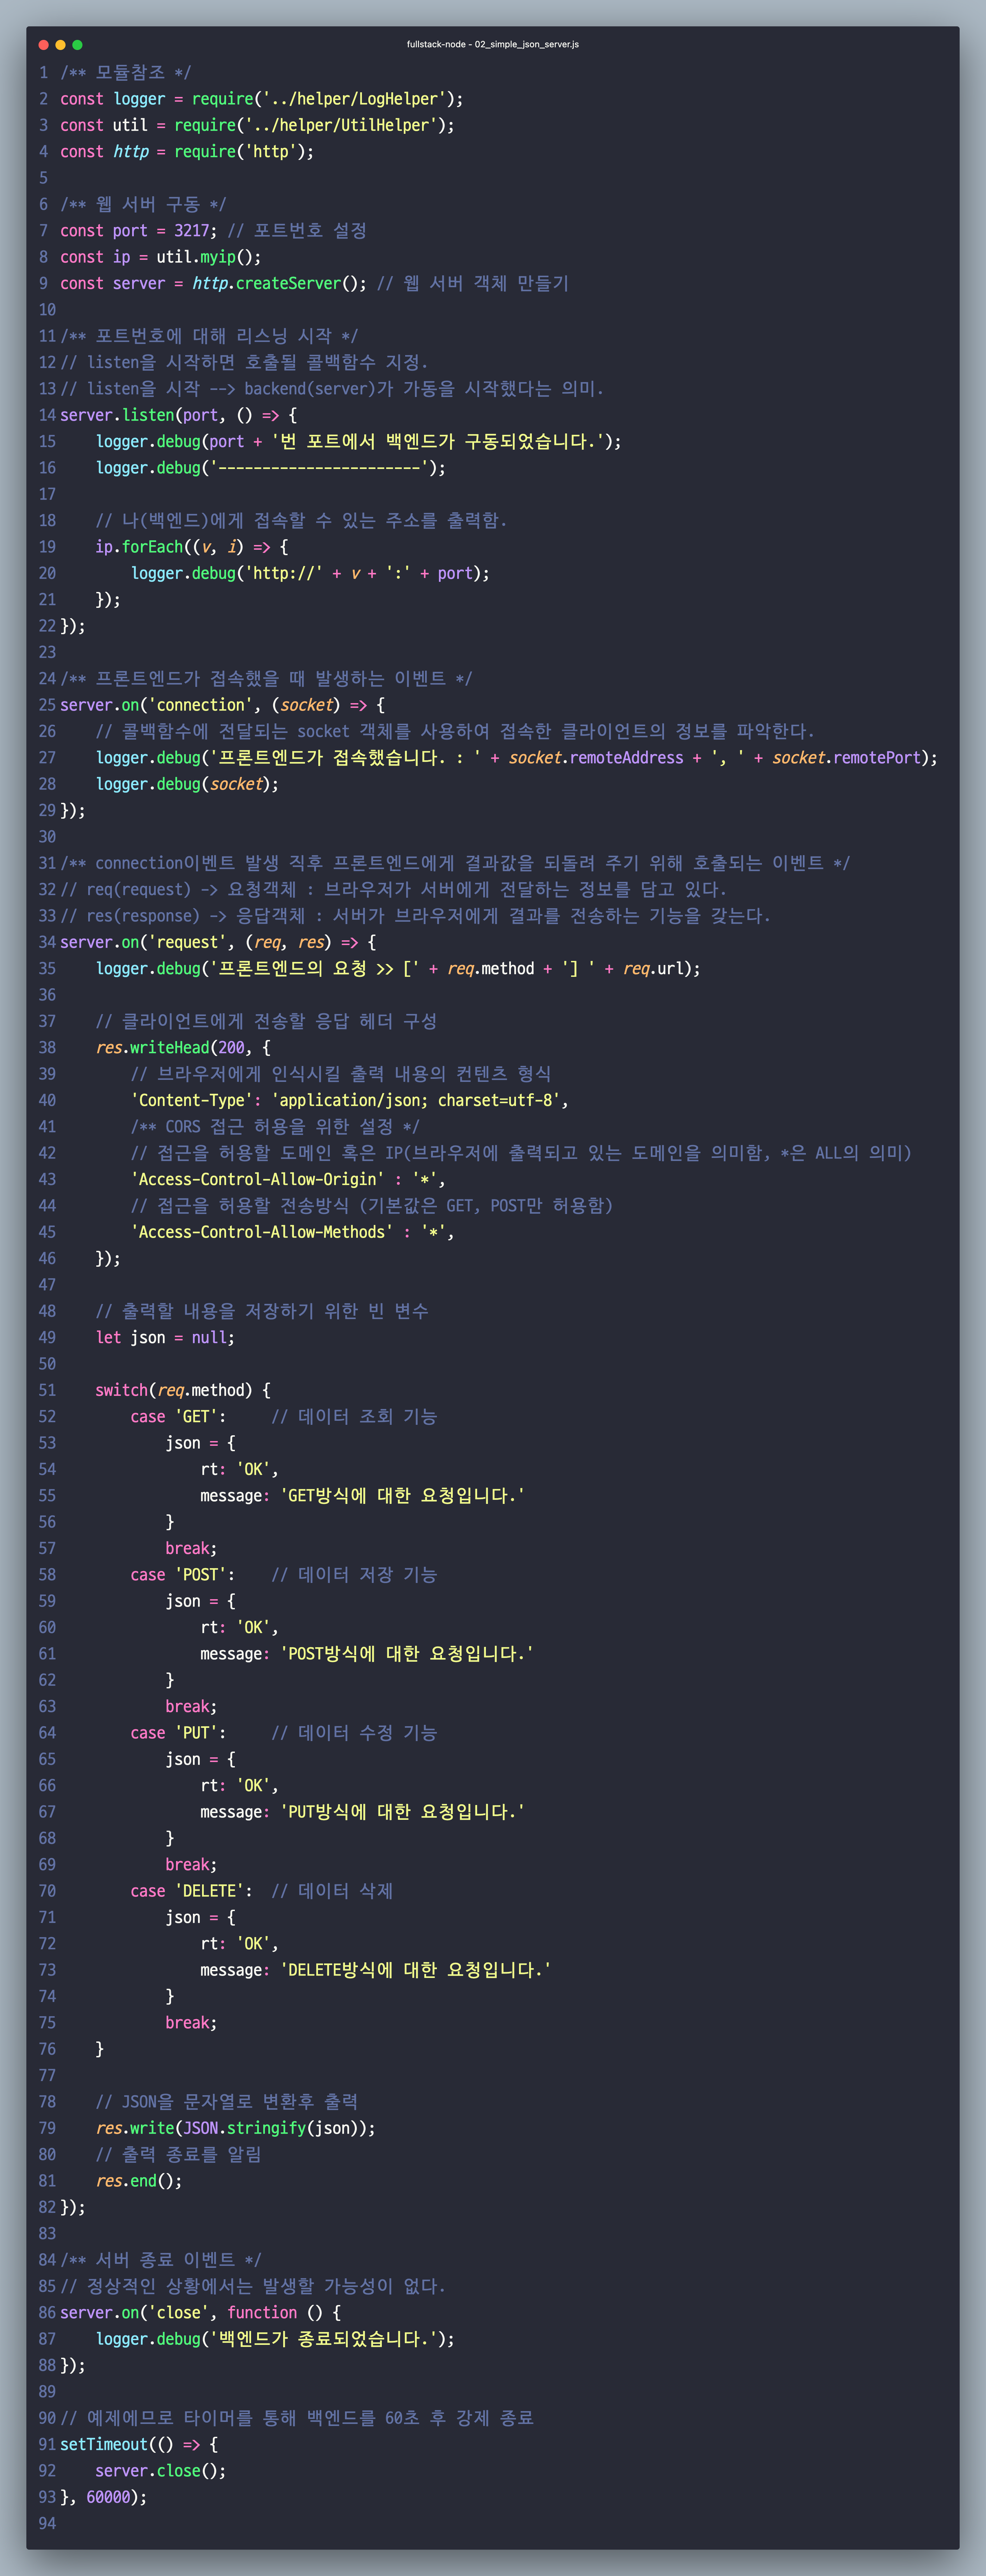 fullstack-node - 02_simple_json_server.js
1 /** 모듈참조 */
2 const logger = require('../helper/LogHelper');
3 const util = require('../helper/UtilHelper');
4 const http = require('http');
5
6 /** 웹 서버 구동 */
7 const port = 3217; // 포트번호 설정
8 const ip = util.myip();
9 const server = http.createServer(); // 웹 서버 객체 만들기
10
11 /** 포트번호에 대해 리스닝 시작 */
12 // listen을 시작하면 호출될 콜백함수 지정.
13 // listen을 시작 --> backend(server)가 가동을 시작했다는 의미.
14 server.listen(port, () => {
15     logger.debug(port + '번 포트에서 백엔드가 구동되었습니다.');
16     logger.debug('-----------------------');
17
18     // 나(백엔드)에게 접속할 수 있는 주소를 출력함.
19     ip.forEach((v, i) => {
20         logger.debug('http://' + v + ':' + port);
21     });
22 });
23
24 /** 프론트엔드가 접속했을 때 발생하는 이벤트 */
25 server.on('connection', (socket) => {
26     // 콜백함수에 전달되는 socket 객체를 사용하여 접속한 클라이언트의 정보를 파악한다.
27     logger.debug('프론트엔드가 접속했습니다. : ' + socket.remoteAddress + ', ' + socket.remotePort);
28     logger.debug(socket);
29 });
30
31 /** connection이벤트 발생 직후 프론트엔드에게 결과값을 되돌려 주기 위해 호출되는 이벤트 */
32 // req(request) -> 요청객체 : 브라우저가 서버에게 전달하는 정보를 담고 있다.
33 // res(response) -> 응답객체 : 서버가 브라우저에게 결과를 전송하는 기능을 갖는다.
34 server.on('request', (req, res) => {
35     logger.debug('프론트엔드의 요청 >> [' + req.method + '] ' + req.url);
36
37     // 클라이언트에게 전송할 응답 헤더 구성
38     res.writeHead(200, {
39         // 브라우저에게 인식시킬 출력 내용의 컨텐츠 형식
40         'Content-Type': 'application/json; charset=utf-8',
41         /** CORS 접근 허용을 위한 설정 */
42         // 접근을 허용할 도메인 혹은 IP(브라우저에 출력되고 있는 도메인을 의미함, *은 ALL의 의미)
43         'Access-Control-Allow-Origin' : '*',
44         // 접근을 허용할 전송방식 (기본값은 GET, POST만 허용함)
45         'Access-Control-Allow-Methods' : '*',
46     });
47
48     // 출력할 내용을 저장하기 위한 빈 변수
49     let json = null;
50
51     switch(req.method) {
52         case 'GET':     // 데이터 조회 기능
53             json = {
54                 rt: 'OK',
55                 message: 'GET방식에 대한 요청입니다.'
56             }
57             break;
58         case 'POST':    // 데이터 저장 기능
59             json = {
60                 rt: 'OK',
61                 message: 'POST방식에 대한 요청입니다.'
62             }
63             break;
64         case 'PUT':     // 데이터 수정 기능
65             json = {
66                 rt: 'OK',
67                 message: 'PUT방식에 대한 요청입니다.'
68             }
69             break;
70         case 'DELETE':  // 데이터 삭제
71             json = {
72                 rt: 'OK',
73                 message: 'DELETE방식에 대한 요청입니다.'
74             }
75             break;
76     }
77
78     // JSON을 문자열로 변환후 출력
79     res.write(JSON.stringify(json));
80     // 출력 종료를 알림
81     res.end();
82 });
83
84 /** 서버 종료 이벤트 */
85 // 정상적인 상황에서는 발생할 가능성이 없다.
86 server.on('close', function () {
87     logger.debug('백엔드가 종료되었습니다.');
88 });
89
90 // 예제에므로 타이머를 통해 백엔드를 60초 후 강제 종료
91 setTimeout(() => {
92     server.close();
93 }, 60000);
94